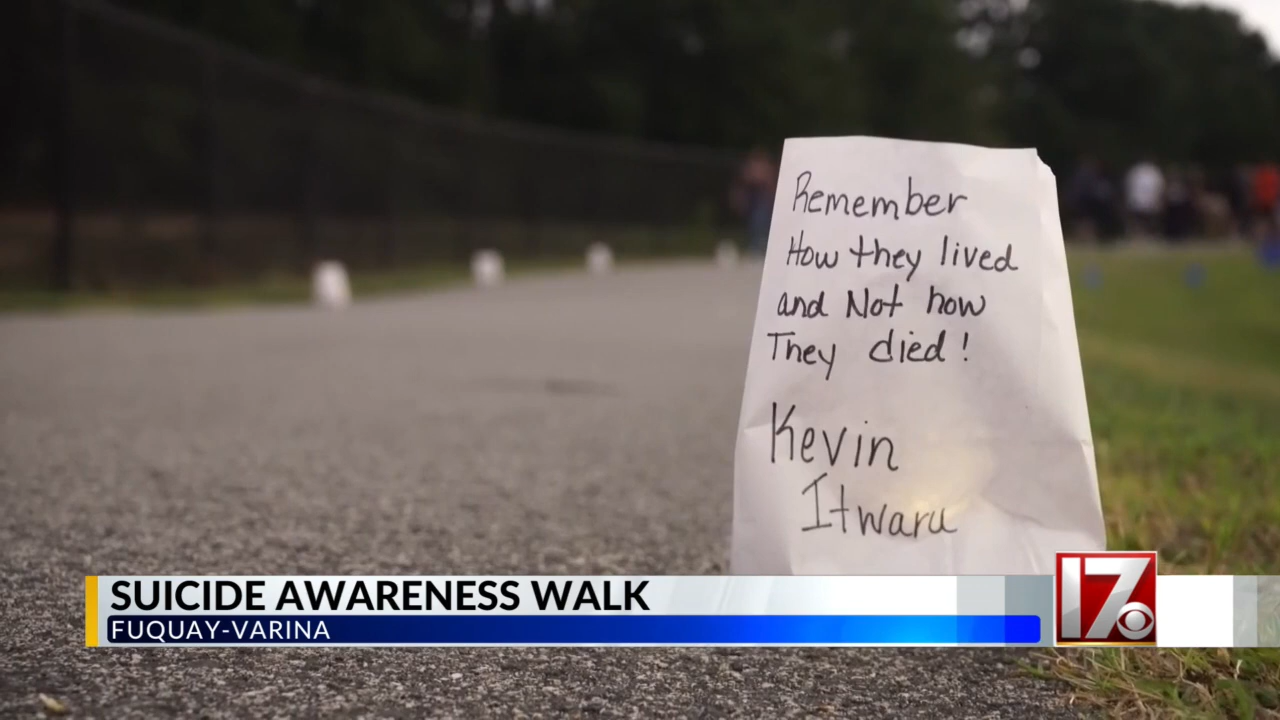 Remember
How they lived
and Not how
They died!
Kevin
Itwaru
SUICIDE AWARENESS WALK
FUQUAY-VARINA
17